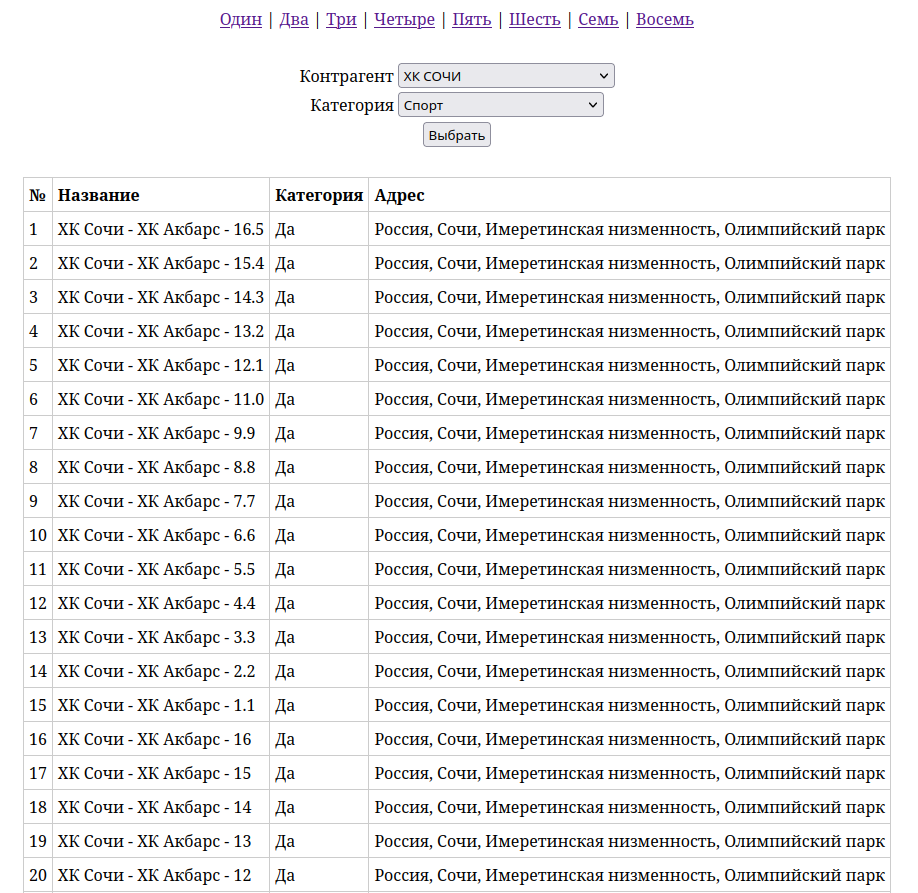 Один | Два | Три | Четыре | Пять | Шесть | Семь | Восемь
Контрагент ХК СОЧИ
Категория Спорт
Выбрать
№ Название Категория Адрес
1 ХК Сочи - ХК Акбарс - 16.5 Да Россия, Сочи, Имеретинская низменность, Олимпийский парк
2 ХК Сочи - ХК Акбарс - 15.4 Да Россия, Сочи, Имеретинская низменность, Олимпийский парк
3 ХК Сочи - ХК Акбарс - 14.3 Да Россия, Сочи, Имеретинская низменность, Олимпийский парк
4 ХК Сочи - ХК Акбарс - 13.2 Да Россия, Сочи, Имеретинская низменность, Олимпийский парк
5 ХК Сочи - ХК Акбарс - 12.1 Да Россия, Сочи, Имеретинская низменность, Олимпийский парк
6 ХК Сочи - ХК Акбарс - 11.0 Да Россия, Сочи, Имеретинская низменность, Олимпийский парк
7 ХК Сочи - ХК Акбарс - 9.9 Да Россия, Сочи, Имеретинская низменность, Олимпийский парк
8 ХК Сочи - ХК Акбарс - 8.8 Да Россия, Сочи, Имеретинская низменность, Олимпийский парк
9 ХК Сочи - ХК Акбарс - 7.7 Да Россия, Сочи, Имеретинская низменность, Олимпийский парк
10 ХК Сочи - ХК Акбарс - 6.6 Да Россия, Сочи, Имеретинская низменность, Олимпийский парк
11 ХК Сочи - ХК Акбарс - 5.5 Да Россия, Сочи, Имеретинская низменность, Олимпийский парк
12 ХК Сочи - ХК Акбарс - 4.4 Да Россия, Сочи, Имеретинская низменность, Олимпийский парк
13 ХК Сочи - ХК Акбарс - 3.3 Да Россия, Сочи, Имеретинская низменность, Олимпийский парк
14 ХК Сочи - ХК Акбарс - 2.2 Да Россия, Сочи, Имеретинская низменность, Олимпийский парк
15 ХК Сочи - ХК Акбарс - 1.1 Да Россия, Сочи, Имеретинская низменность, Олимпийский парк
16 ХК Сочи - ХК Акбарс - 16 Да Россия, Сочи, Имеретинская низменность, Олимпийский парк
17 ХК Сочи - ХК Акбарс - 15 Да Россия, Сочи, Имеретинская низменность, Олимпийский парк
18 ХК Сочи - ХК Акбарс - 14 Да Россия, Сочи, Имеретинская низменность, Олимпийский парк
19 ХК Сочи - ХК Акбарс - 13 Да Россия, Сочи, Имеретинская низменность, Олимпийский парк
20 ХК Сочи - ХК Акбарс - 12 Да Россия, Сочи, Имеретинская низменность, Олимпийский парк